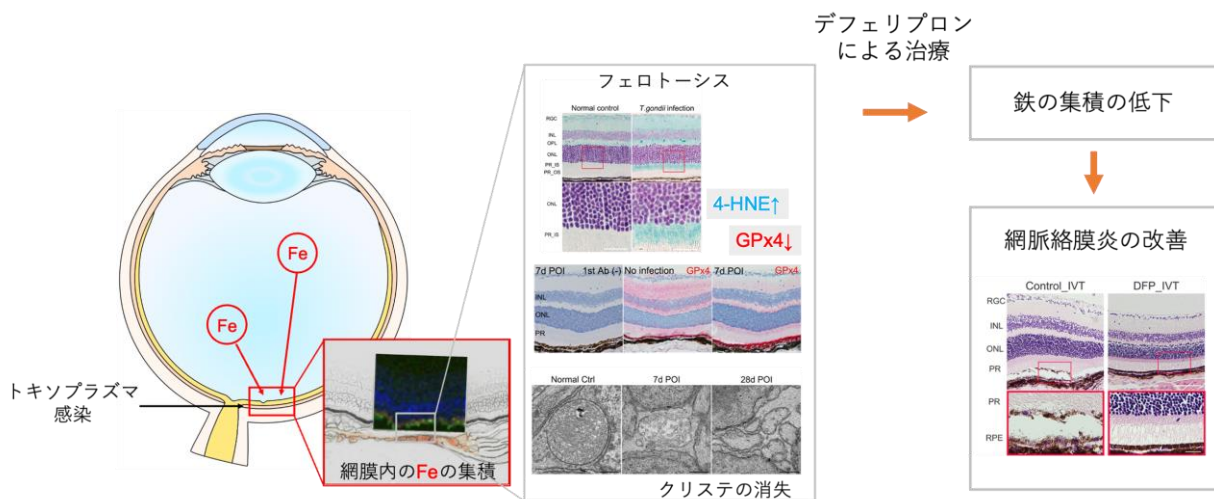 デフェリプロン
による治療
フェロトーシス
Normal control
T.gondii infection
RGC
INL
OPL
ONL
PR_IS
PR_OS
ONL
PR_IS
4-HNE↑
GPx4↓
7d POI 1st Ab (-)
No infection GPx4
7d POI GPx4
INL
ONL
PR
Normal Ctrl
7d POI
28d POI
クリステの消失
Fe
Fe
トキソプラズマ
感染
網膜内のFeの集積
鉄の集積の低下
網脈絡膜炎の改善
Control_IVT
DFP_IVT
RGC
INL
ONL
PR
PR
RPE